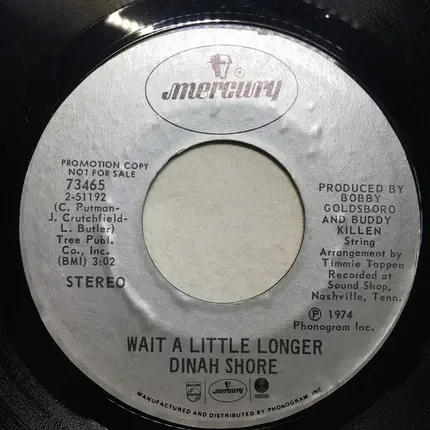 mercury ®
PROMOTION COPY
NOT FOR SALE
73465
2-51192
(C. Putman-
J. Crutchfield-
L. Butler)
Tree Publ.
Co., Inc.
(BMI) 3:02
STEREO
PRODUCED BY
BOBBY
GOLDSBORO
AND BUDDY
KILLEN
String
Arrangement by
Timmie Tappen
Recorded at
Sound Shop,
Nashville, Tenn.
℗ 1974
Phonogram Inc.
WAIT A LITTLE LONGER
DINAH SHORE
PHILIPS
mercury
MANUFACTURED AND DISTRIBUTED BY PHONOGRAM, INC.